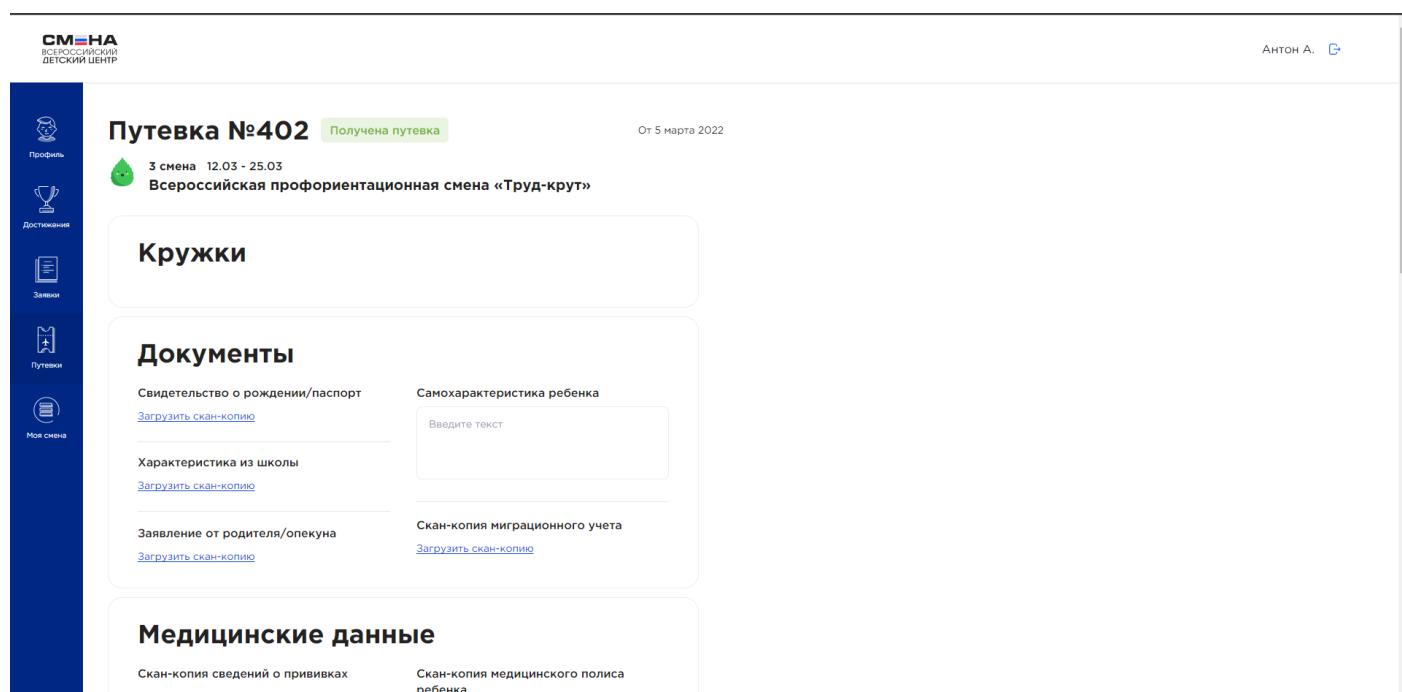 СМЕНА
ВСЕРОССИЙСКИЙ
ДЕТСКИЙ ЦЕНТР
Антон А.
Профиль
Достижения
Заявки
Путевки
Моя смена
Путевка №402
Получена путевка
От 5 марта 2022
3 смена 12.03 - 25.03
Всероссийская профориентационная смена «Труд-крут»
Кружки
Документы
Свидетельство о рождении/паспорт
Загрузить скан-копию
Характеристика из школы
Загрузить скан-копию
Заявление от родителя/опекуна
Загрузить скан-копию
Самохарактеристика ребенка
Введите текст
Скан-копия миграционного учета
Загрузить скан-копию
Медицинские данные
Скан-копия сведений о прививках
Скан-копия медицинского полиса
ребенка